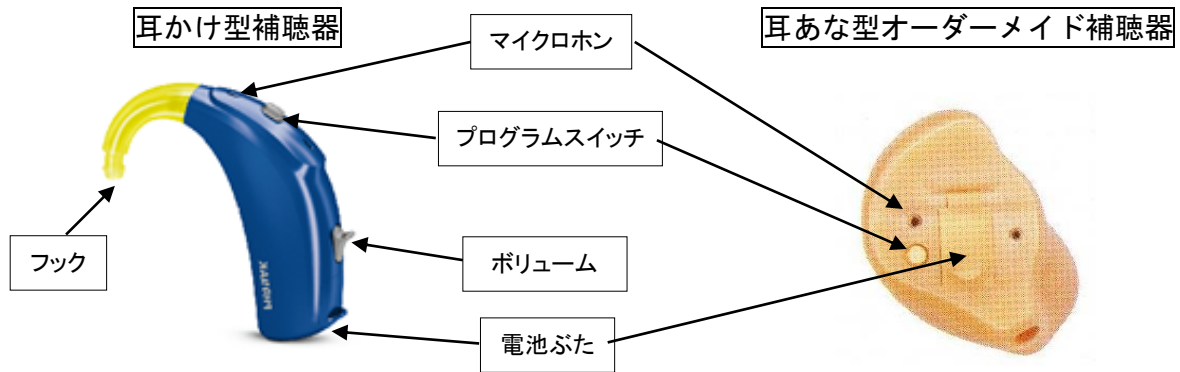 耳かけ型補聴器
マイクロホン
耳あな型オーダーメイド補聴器
プログラムスイッチ
フック
ボリューム
電池ぶた
PHONAK